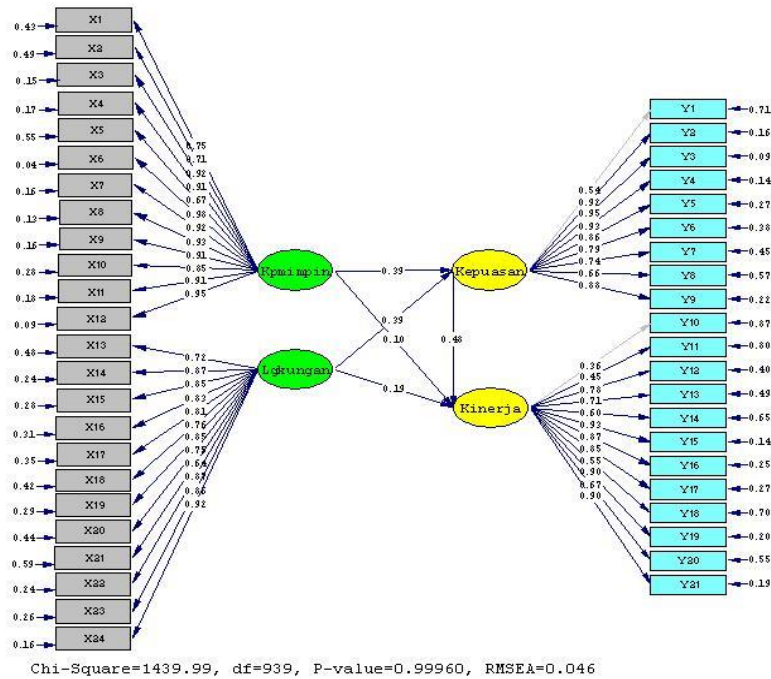 0.43 X1
0.49 X2
0.15 X3
0.17 X4
0.55 X5
0.04 X6
0.16 X7
0.13 X8
0.16 X9
0.28 X10
0.18 X11
0.09 X12
0.48 X13
0.24 X14
0.28 X15
0.31 X16
0.35 X17
0.42 X18
0.29 X19
0.44 X20
0.59 X21
0.24 X22
0.26 X23
0.16 X24
0.75
0.71
0.92
0.91
0.67
0.98
0.92
0.93
0.91
0.85
0.91
0.95
0.72
0.87
0.85
0.83
0.81
0.76
0.85
0.75
0.64
0.87
0.86
0.92
Kpmimpin
Lgkungan
0.39
0.39
0.10
0.48
0.19
Kepuasan
Kinerja
0.54
0.92
0.95
0.93
0.86
0.79
0.74
0.66
0.88
0.36
0.45
0.78
0.71
0.60
0.93
0.87
0.85
0.55
0.90
0.67
0.90
Y1 0.71
Y2 0.16
Y3 0.09
Y4 0.14
Y5 0.27
Y6 0.38
Y7 0.45
Y8 0.57
Y9 0.22
Y10 0.87
Y11 0.80
Y12 0.40
Y13 0.49
Y14 0.65
Y15 0.14
Y16 0.25
Y17 0.27
Y18 0.70
Y19 0.20
Y20 0.55
Y21 0.19
Chi-Square=1439.99, df=939, P-value=0.99960, RMSEA=0.046